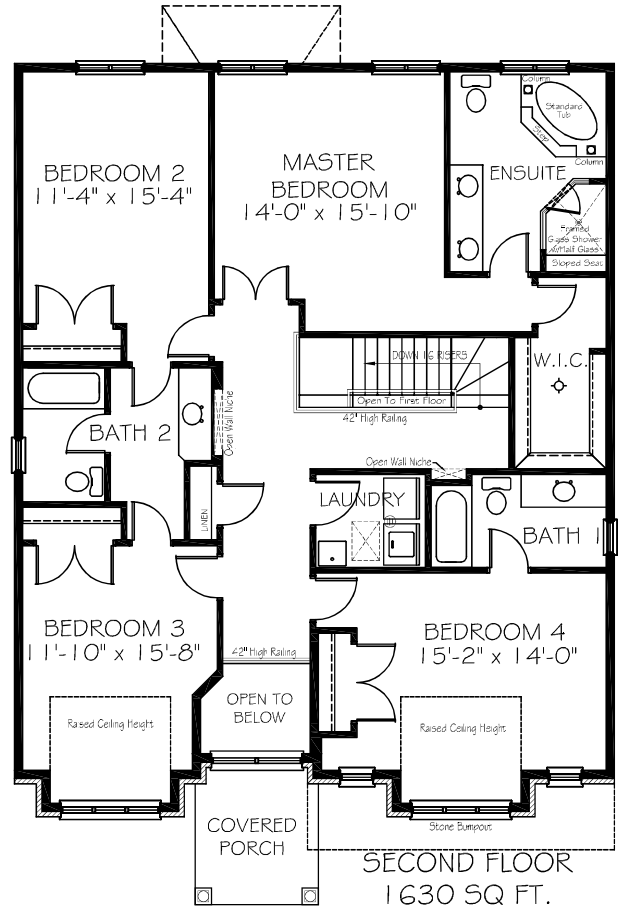 Column
Standard
Tub
Step
Column
BEDROOM 2
11'-4" x 15'-4"
MASTER
BEDROOM
14'-0" x 15'-10"
ENSUITE
Framed
Glass Shower
w/Half Glass
Sloped Seat
DOWN 16 RISERS
W.I.C.
Open To First Floor
42" High Railing
BATH 2
Open Wall Niche
Open Wall Niche
LINEN
LAUNDRY
BATH 1
BEDROOM 3
11'-10" x 15'-8"
42" High Railing
BEDROOM 4
15'-2" x 14'-0"
OPEN TO
BELOW
Raised Ceiling Height
Raised Ceiling Height
COVERED
PORCH
Stone Bumpout
SECOND FLOOR
1630 SQ FT.